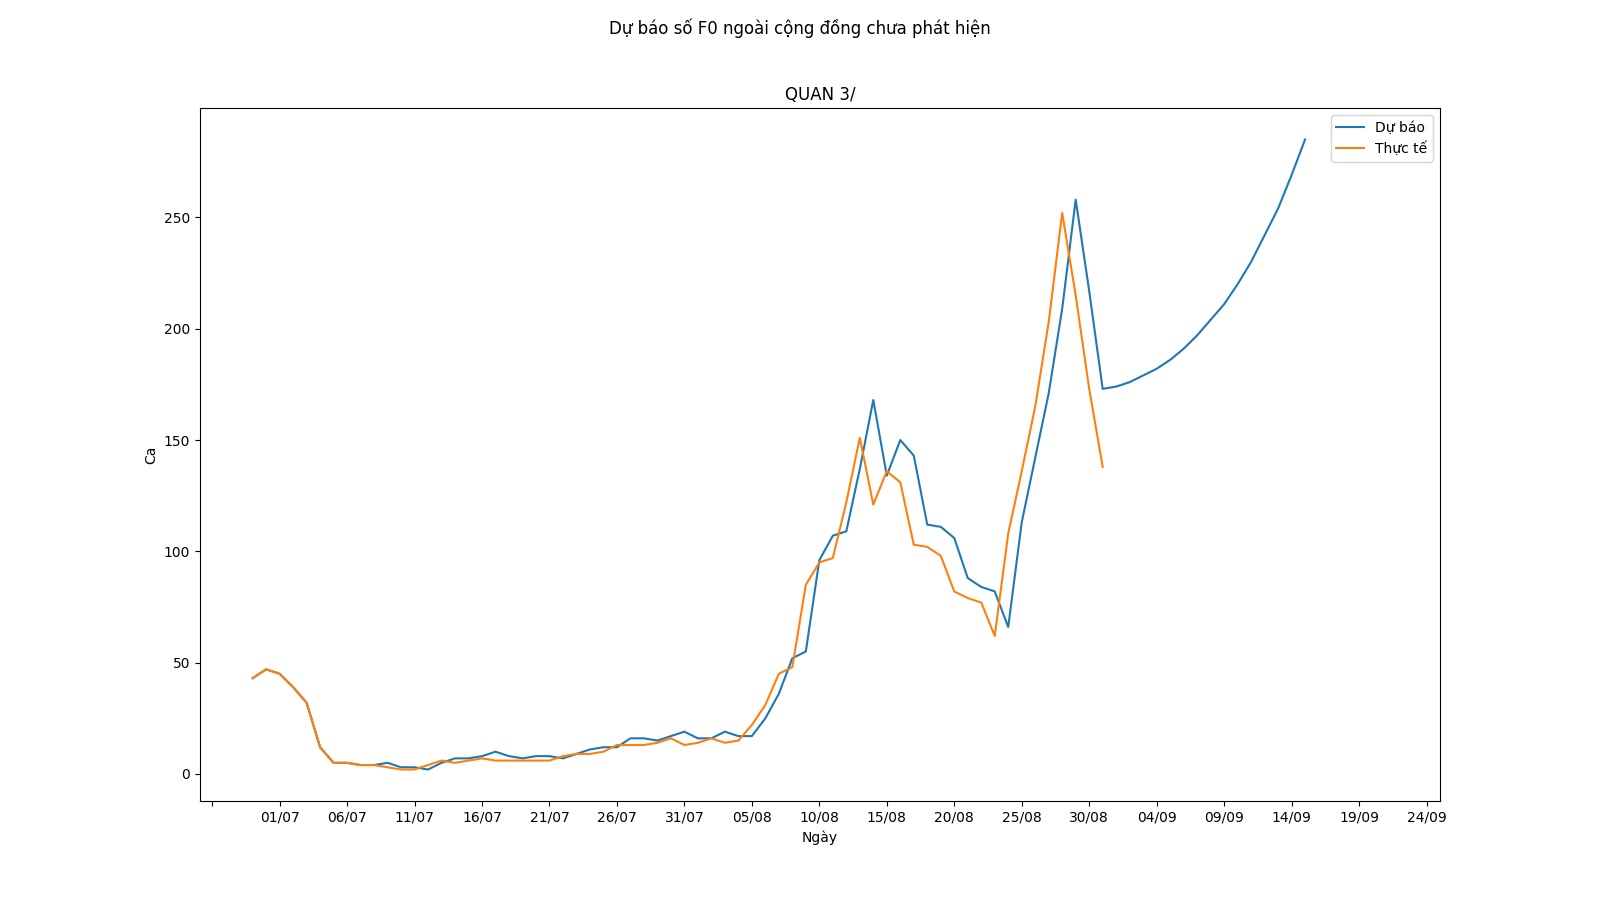 Dự báo số F0 ngoài cộng đồng chưa phát hiện
QUAN 3/
Dự báo
Thực tế
250
200
150
100
50
0
Ca
01/07 06/07 11/07 16/07 21/07 26/07 31/07 05/08 10/08 15/08 20/08 25/08 30/08 04/09 09/09 14/09 19/09 24/09
Ngày